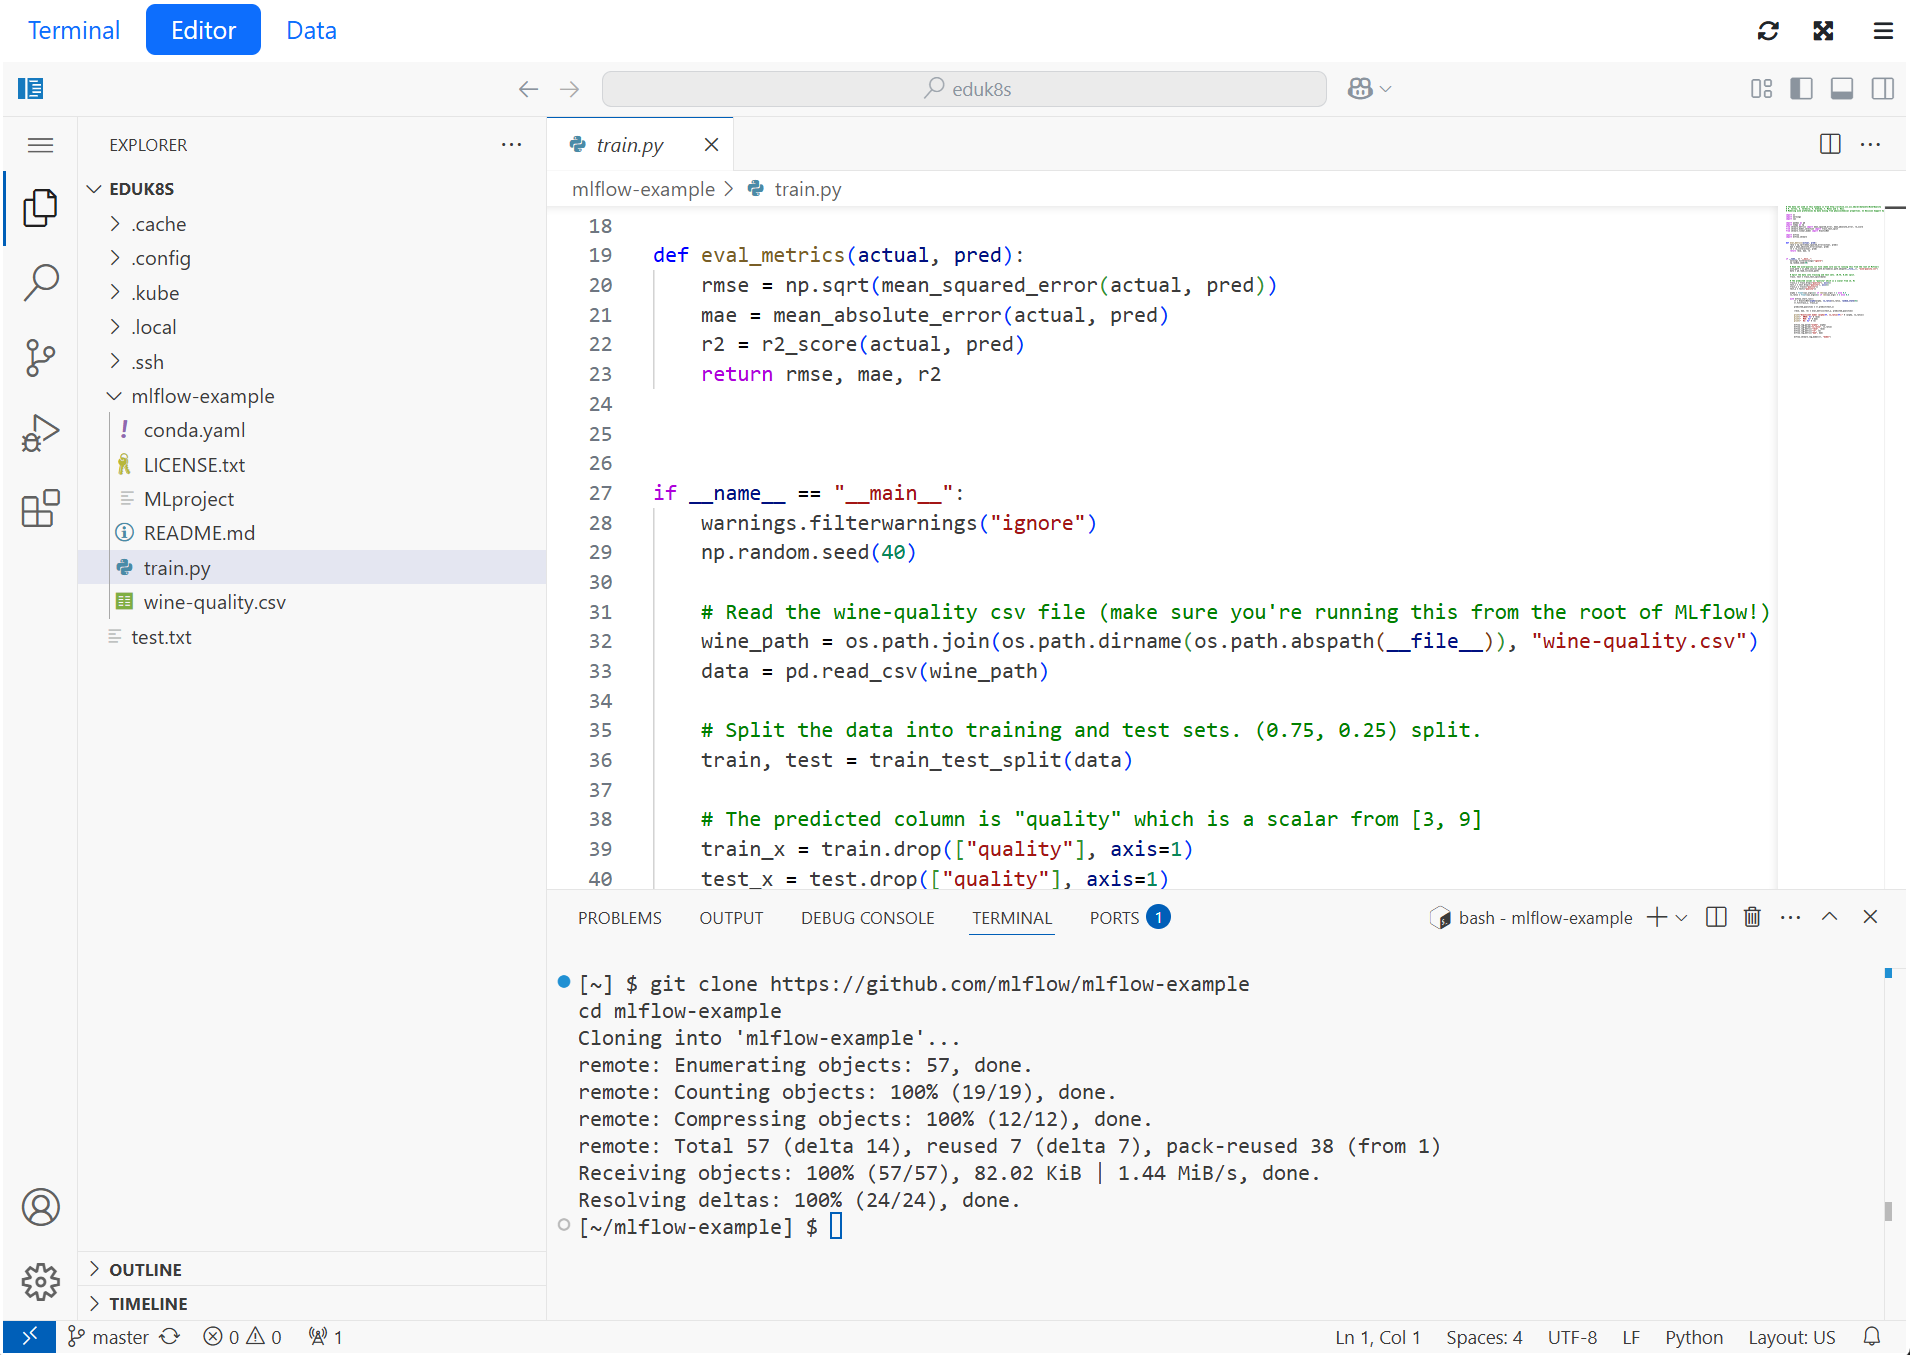 Terminal Editor Data
eduk8s
EXPLORER
EDUK8S
.cache
.config
.kube
.local
.ssh
mlflow-example
conda.yaml
LICENSE.txt
MLproject
README.md
train.py
wine-quality.csv
test.txt
OUTLINE
TIMELINE
train.py
mlflow-example > train.py
18
19 def eval_metrics(actual, pred):
20 rmse = np.sqrt(mean_squared_error(actual, pred))
21 mae = mean_absolute_error(actual, pred)
22 r2 = r2_score(actual, pred)
23 return rmse, mae, r2
24
25
26
27 if __name__ == "__main__":
28 warnings.filterwarnings("ignore")
29 np.random.seed(40)
30
31 # Read the wine-quality csv file (make sure you're running this from the root of MLflow!)
32 wine_path = os.path.join(os.path.dirname(os.path.abspath(__file__)), "wine-quality.csv")
33 data = pd.read_csv(wine_path)
34
35 # Split the data into training and test sets. (0.75, 0.25) split.
36 train, test = train_test_split(data)
37
38 # The predicted column is "quality" which is a scalar from [3, 9]
39 train_x = train.drop(["quality"], axis=1)
40 test_x = test.drop(["quality"], axis=1)
PROBLEMS OUTPUT DEBUG CONSOLE TERMINAL PORTS 1 bash - mlflow-example
[~] $ git clone https://github.com/mlflow/mlflow-example
cd mlflow-example
Cloning into 'mlflow-example'...
remote: Enumerating objects: 57, done.
remote: Counting objects: 100% (19/19), done.
remote: Compressing objects: 100% (12/12), done.
remote: Total 57 (delta 14), reused 7 (delta 7), pack-reused 38 (from 1)
Receiving objects: 100% (57/57), 82.02 KiB | 1.44 MiB/s, done.
Resolving deltas: 100% (24/24), done.
[~/mlflow-example] $
master 0 0 1 Ln 1, Col 1 Spaces: 4 UTF-8 LF Python Layout: US